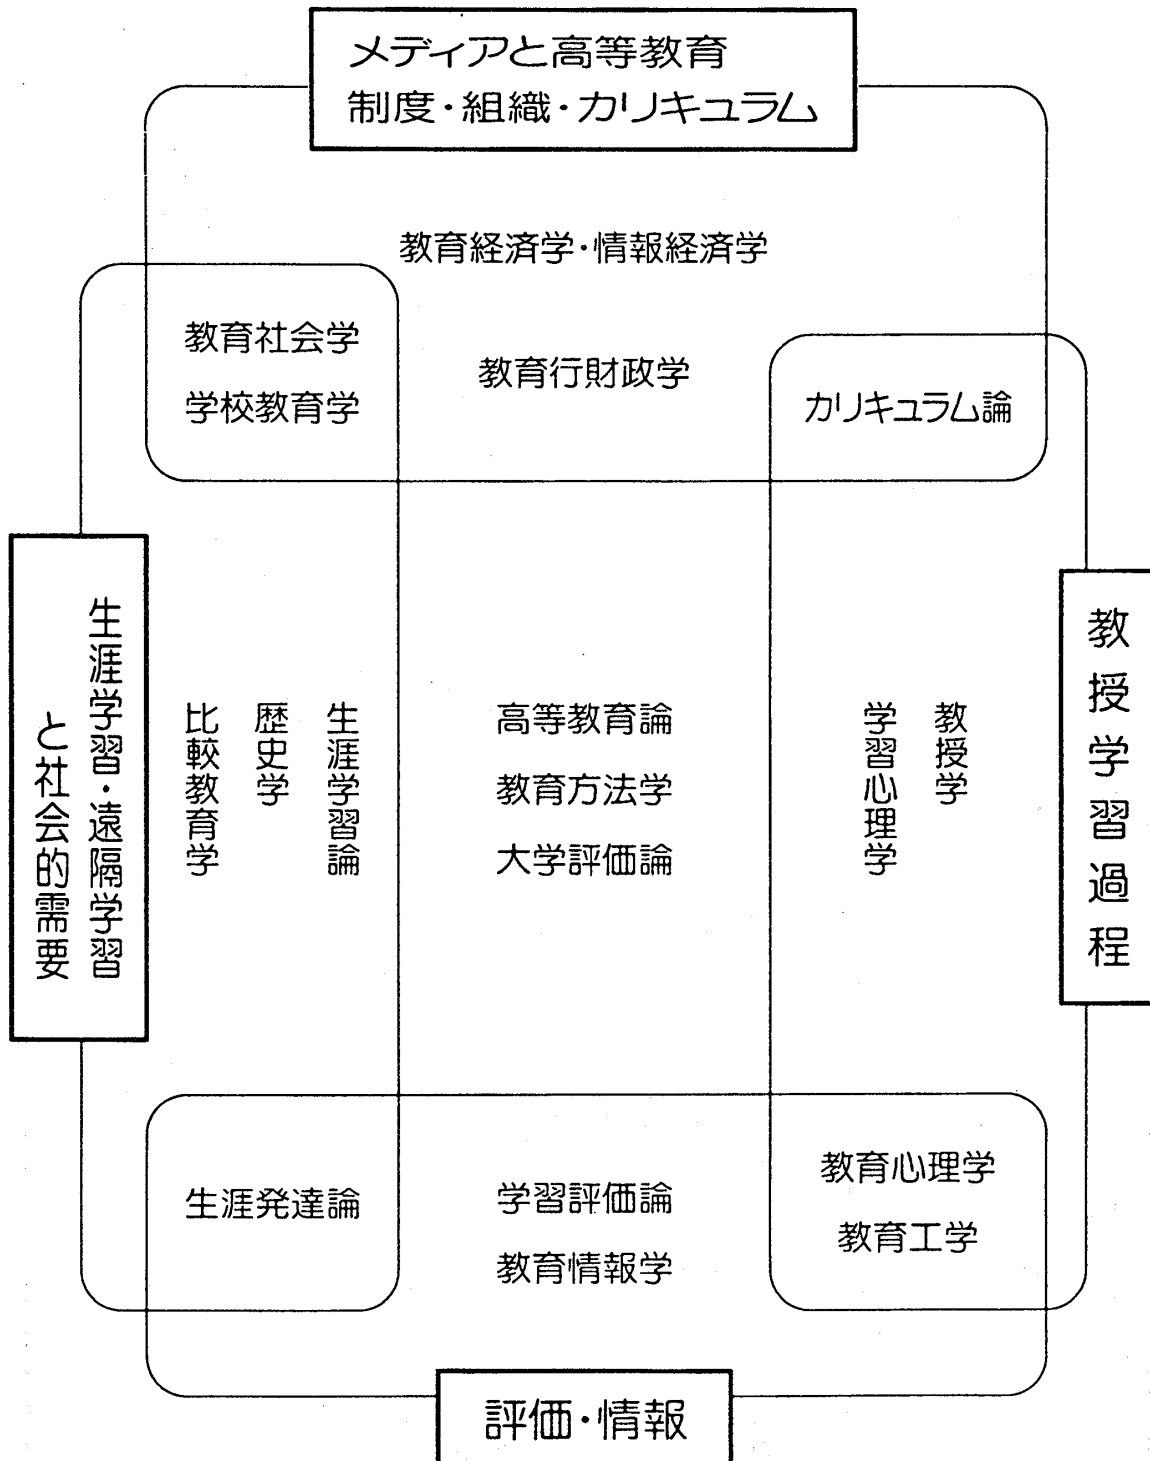 メディアと高等教育
制度・組織・カリキュラム
教育経済学・情報経済学
教育社会学
学校教育学
教育行財政学
カリキュラム論
生涯学習・遠隔学習
と社会的需要
生涯学習論
歴史学
比較教育学
高等教育論
教育方法学
大学評価論
教授学
学習心理学
教授学習過程
生涯発達論
学習評価論
教育情報学
教育心理学
教育工学
評価・情報